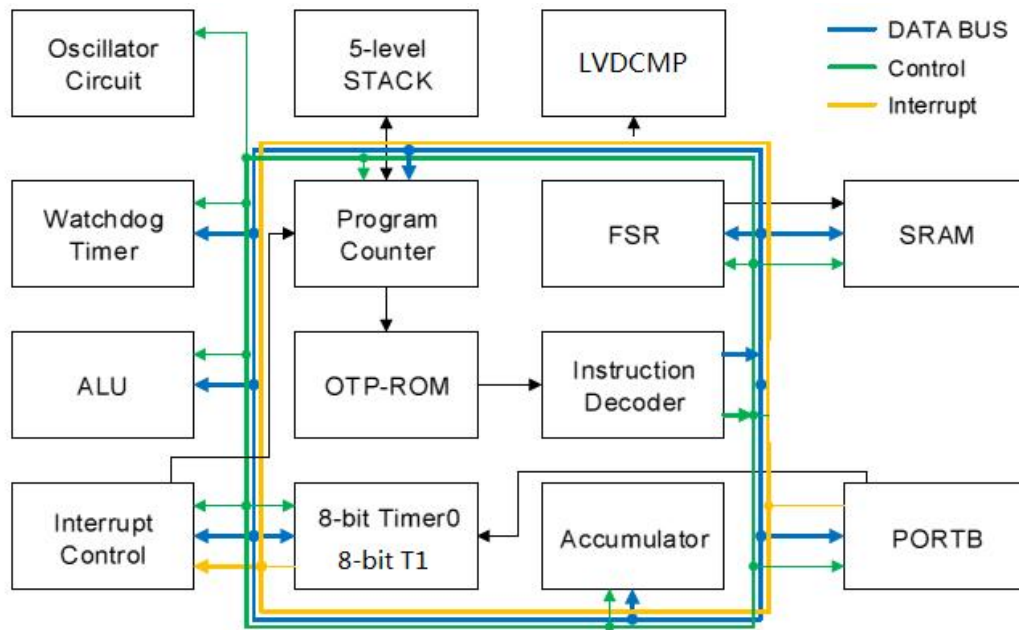 Oscillator
Circuit
5-level
STACK
LVDCMP
DATA BUS
Control
Interrupt
Watchdog
Timer
Program
Counter
FSR
SRAM
ALU
OTP-ROM
Instruction
Decoder
Interrupt
Control
8-bit Timer0
8-bit T1
Accumulator
PORTB